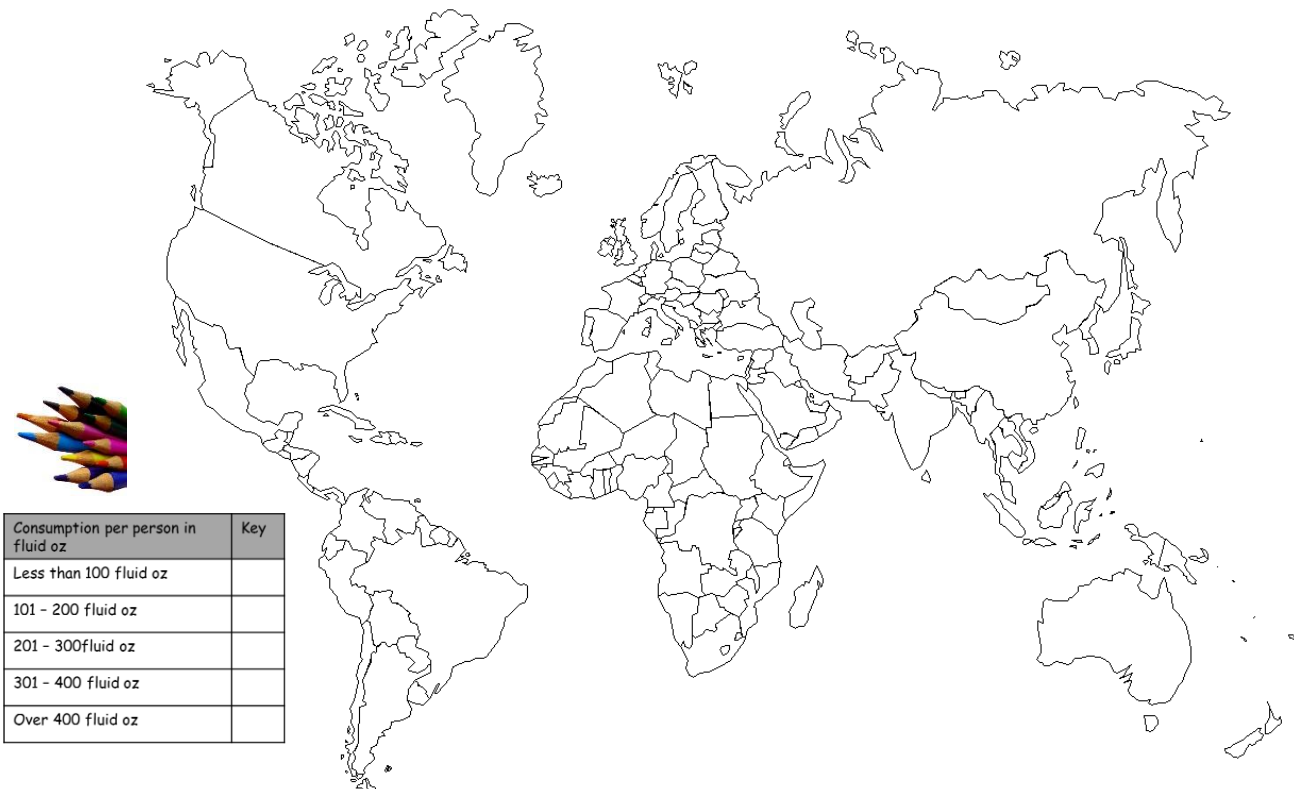 Consumption per person in
fluid oz
Key
Less than 100 fluid oz
101 – 200 fluid oz
201 – 300fluid oz
301 – 400 fluid oz
Over 400 fluid oz